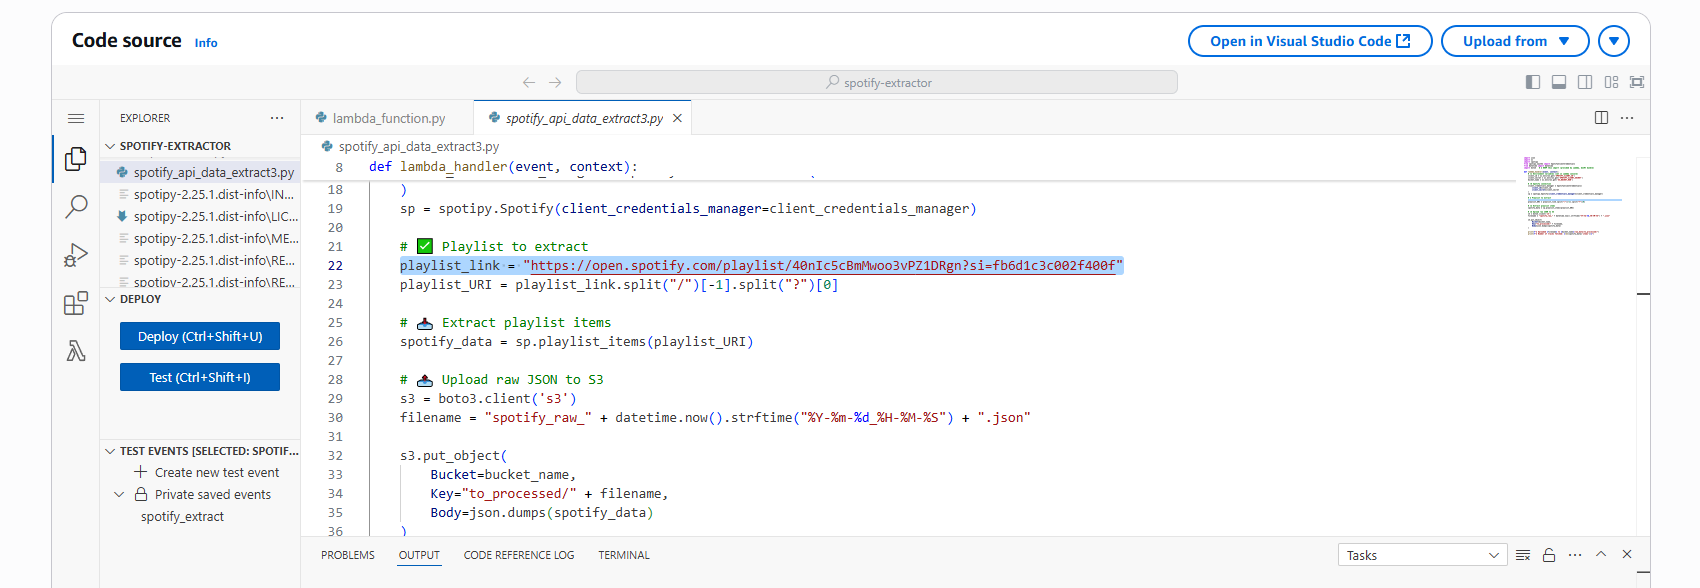 Code source Info
Open in Visual Studio Code
Upload from
spotify-extractor
EXPLORER
SPOTIFY-EXTRACTOR
spotify_api_data_extract3.py
spotipy-2.25.1.dist-info\IN...
spotipy-2.25.1.dist-info\LIC...
spotipy-2.25.1.dist-info\ME...
spotipy-2.25.1.dist-info\RE...
spotipy-2.25.1.dist-info\RE...
DEPLOY
Deploy (Ctrl+Shift+U)
Test (Ctrl+Shift+I)
TEST EVENTS [SELECTED: SPOTIF...
Create new test event
Private saved events
spotify_extract
lambda_function.py
spotify_api_data_extract3.py
spotify_api_data_extract3.py
8 def lambda_handler(event, context):
18 )
19 sp = spotipy.Spotify(client_credentials_manager=client_credentials_manager)
20
21 # ✅ Playlist to extract
22 playlist_link = "https://open.spotify.com/playlist/40nIc5cBmMwoo3vPZ1DRgn?si=fb6d1c3c002f400f"
23 playlist_URI = playlist_link.split("/")[-1].split("?")[0]
24
25 # 📥 Extract playlist items
26 spotify_data = sp.playlist_items(playlist_URI)
27
28 # 📤 Upload raw JSON to S3
29 s3 = boto3.client('s3')
30 filename = "spotify_raw_" + datetime.now().strftime("%Y-%m-%d_%H-%M-%S") + ".json"
31
32 s3.put_object(
33 Bucket=bucket_name,
34 Key="to_processed/" + filename,
35 Body=json.dumps(spotify_data)
36 )
PROBLEMS
OUTPUT
CODE REFERENCE LOG
TERMINAL
Tasks